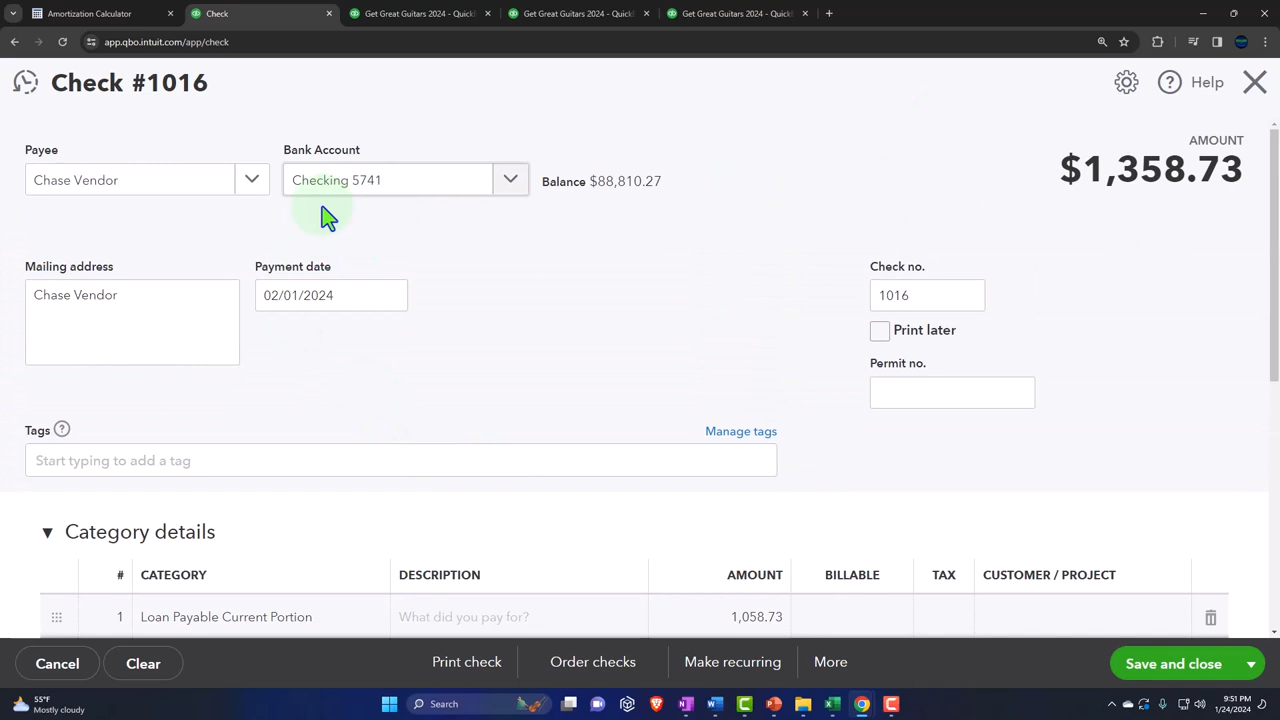 Amortization Calculator
Check
Get Great Guitars 2024 - Quick
Get Great Guitars 2024 - Quick
Get Great Guitars 2024 - Quick
app.qbo.intuit.com/app/check
Check #1016
Help
Payee
Bank Account
AMOUNT
Chase Vendor
Checking 5741
Balance $88,810.27
$1,358.73
Mailing address
Payment date
Check no.
Chase Vendor
02/01/2024
1016
Print later
Permit no.
Tags
Manage tags
Start typing to add a tag
Category details
# CATEGORY DESCRIPTION AMOUNT BILLABLE TAX CUSTOMER / PROJECT
1 Loan Payable Current Portion What did you pay for? 1,058.73
Cancel Clear Print check Order checks Make recurring More Save and close
55°F
Mostly cloudy
Search
9:51 PM
1/24/2024